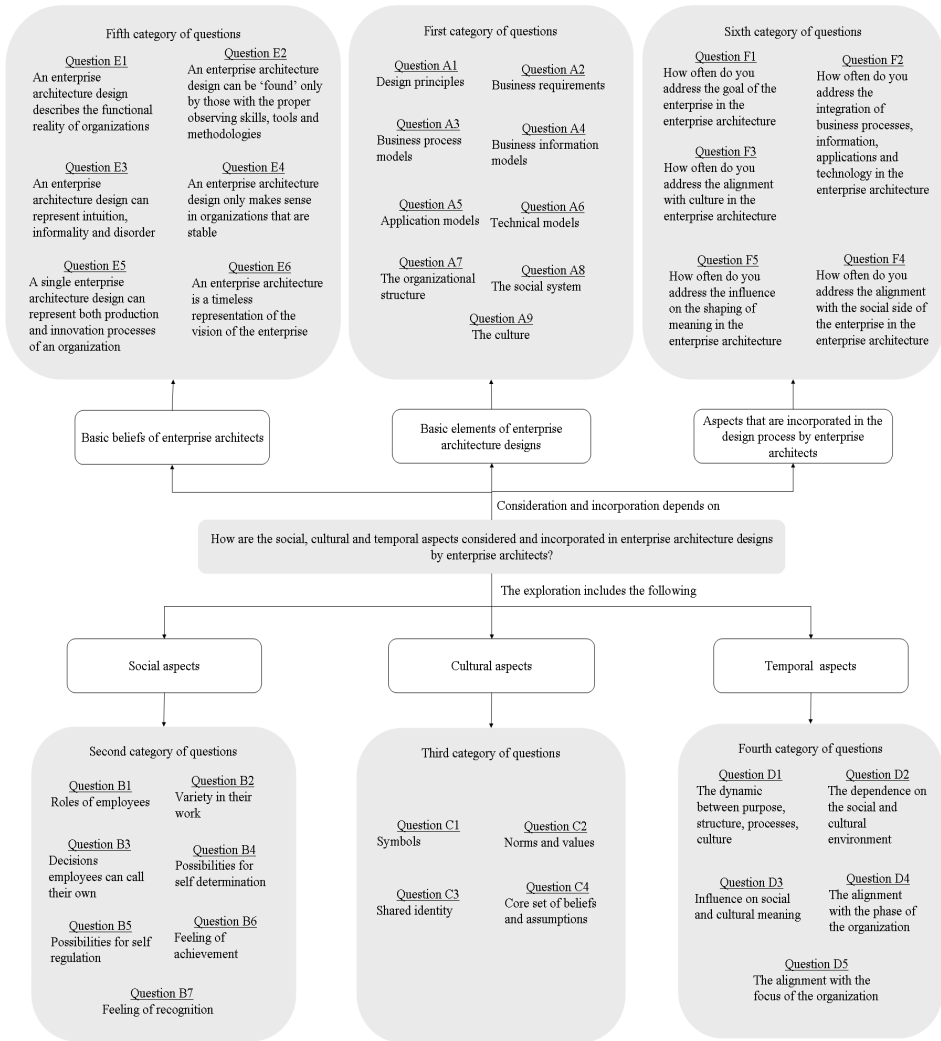 Fifth category of questions
Question E1
An enterprise
architecture design
describes the functional
reality of organizations
Question E2
An enterprise architecture
design can be ‘found’ only
by those with the proper
observing skills, tools and
methodologies
Question E3
An enterprise
architecture design can
represent intuition,
informality and disorder
Question E4
An enterprise architecture
design only makes sense
in organizations that are
stable
Question E5
A single enterprise
architecture design can
represent both production
and innovation processes
of an organization
Question E6
An enterprise architecture
is a timeless
representation of the
vision of the enterprise
First category of questions
Question A1
Design principles
Question A2
Business requirements
Question A3
Business process
models
Question A4
Business information
models
Question A5
Application models
Question A6
Technical models
Question A7
The organizational
structure
Question A8
The social system
Question A9
The culture
Sixth category of questions
Question F1
How often do you
address the goal of the
enterprise in the
enterprise architecture
Question F2
How often do you
address the
integration of
business processes,
information,
applications and
technology in the
enterprise architecture
Question F3
How often do you
address the alignment
with culture in the
enterprise architecture
Question F5
How often do you
address the influence
on the shaping of
meaning in the
enterprise architecture
Question F4
How often do you
address the alignment
with the social side of
the enterprise in the
enterprise architecture
Basic beliefs of enterprise architects
Basic elements of enterprise
architecture designs
Aspects that are incorporated in the
design process by enterprise
architects
Consideration and incorporation depends on
How are the social, cultural and temporal aspects considered and incorporated in enterprise architecture designs
by enterprise architects?
The exploration includes the following
Social aspects
Cultural aspects
Temporal aspects
Second category of questions
Question B1
Roles of employees
Question B2
Variety in their
work
Question B3
Decisions
employees can call
their own
Question B4
Possibilities for
self determination
Question B5
Possibilities for self
regulation
Question B6
Feeling of
achievement
Question B7
Feeling of recognition
Third category of questions
Question C1
Symbols
Question C2
Norms and values
Question C3
Shared identity
Question C4
Core set of beliefs
and assumptions
Fourth category of questions
Question D1
The dynamic
between purpose,
structure, processes,
culture
Question D2
The dependence on
the social and
cultural
environment
Question D3
Influence on social
and cultural meaning
Question D4
The alignment
with the phase of
the organization
Question D5
The alignment with the
focus of the organization